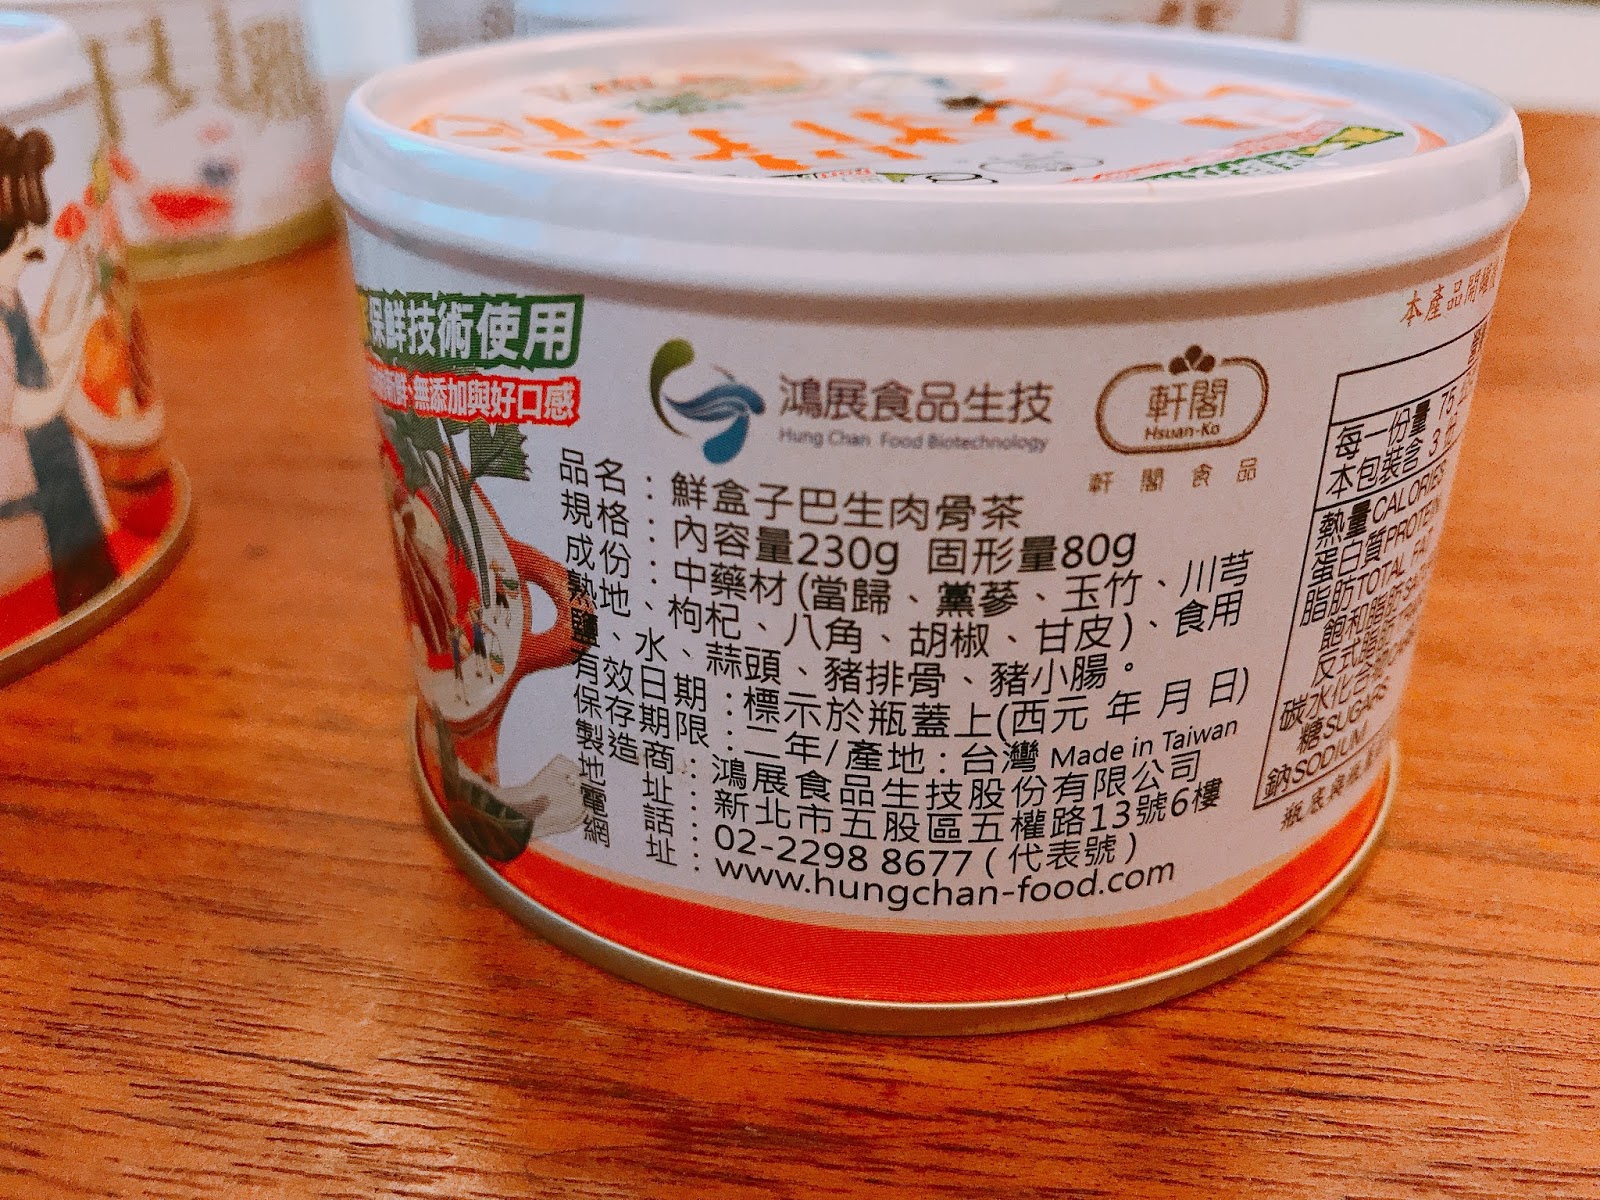 保鮮技術使用
無添加與好口感
鴻展食品生技
Hung Chan Food Biotechnology
軒閣
Hsuan-Ko
軒閣食品
品名：鮮盒子巴生肉骨茶
規格：內容量230g 固形量80g
成份：中藥材(當歸、黨蔘、玉竹、川芎
熟地、枸杞、八角、胡椒、甘皮)、食用
鹽、水、蒜頭、豬排骨、豬小腸。
有效日期：標示於瓶蓋上(西元 年 月 日)
保存期限：二年/產地：台灣 Made in Taiwan
製造商：鴻展食品生技股份有限公司
地址：新北市五股區五權路13號6樓
電話：02-2298 8677 (代表號)
網址：www.hungchan-food.com
本產品開罐
每一份量 75
本包裝含 3
熱量CALORIES
蛋白質PROTEIN
脂肪TOTAL FAT
飽和脂肪
反式脂肪
碳水化合物
糖SUGARS
鈉SODIUM